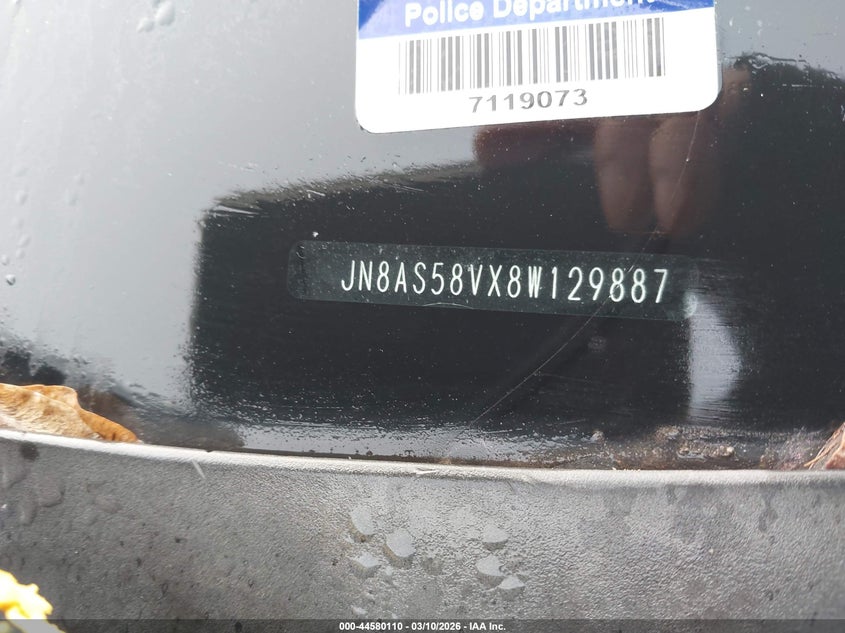 Police Department
7119073
JN8AS58VX8W129887
000-44580110 — 03/10/2026 — IAA Inc.